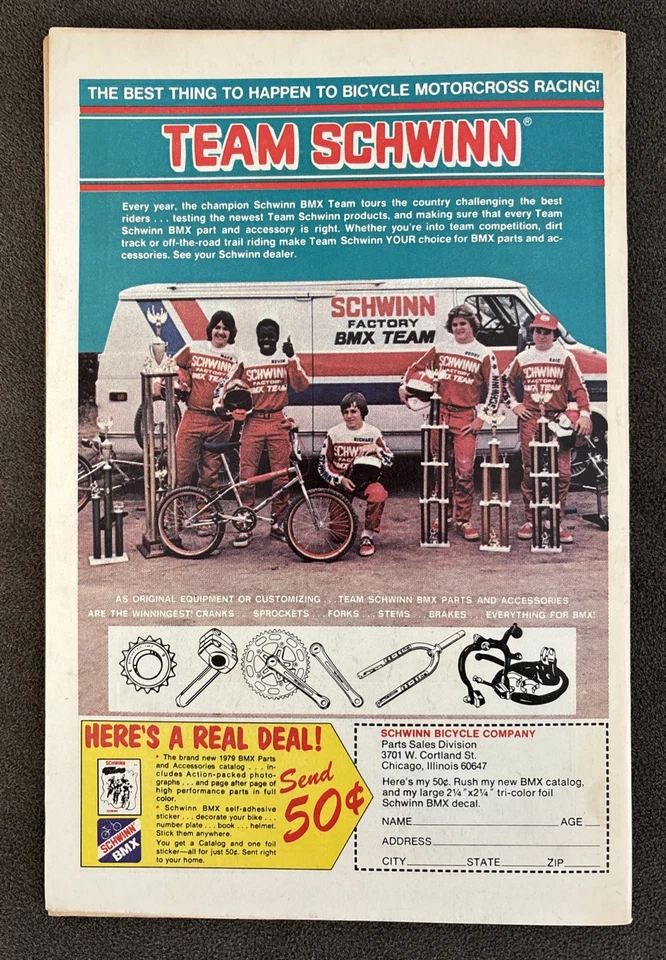 THE BEST THING TO HAPPEN TO BICYCLE MOTORCROSS RACING!
TEAM SCHWINN®
Every year, the champion Schwinn BMX Team tours the country challenging the best
riders . . . testing the newest Team Schwinn products, and making sure that every Team
Schwinn BMX part and accessory is right. Whether you're into team competition, dirt
track or off-the-road trail riding make Team Schwinn YOUR choice for BMX parts and ac-
cessories. See your Schwinn dealer.
SCHWINN
FACTORY
BMX TEAM
KEVIN
SCHWINN
FACTORY
BMX TEAM
SCHWINN
FACTORY
BMX TEAM
RICHARD
SCHWINN
SCHWINN
FACTORY
BMX TEAM
ERIC
SCHWINN
FACTORY
BMX TEAM
AS ORIGINAL EQUIPMENT OR CUSTOMIZING . . . TEAM SCHWINN BMX PARTS AND ACCESSORIES
ARE THE WINNINGEST! CRANKS . . . SPROCKETS . . . FORKS . . . STEMS . . . BRAKES . . . EVERYTHING FOR BMX!
HERE'S A REAL DEAL!
* The brand new 1979 BMX Parts
and Accessories catalog . . . in-
cludes Action-packed photo-
graphs . . . and page after page of
high performance parts in full
color.
* Schwinn BMX self-adhesive
sticker . . . decorate your bike . . .
number plate . . . book . . . helmet.
Stick them anywhere.
You get a Catalog and one foil
sticker—all for just 50¢. Sent right
to your home.
SCHWINN
SCHWINN
BMX
Send
50¢
SCHWINN BICYCLE COMPANY
Parts Sales Division
3701 W. Cortland St.
Chicago, Illinois 60647
Here's my 50¢. Rush my new BMX catalog,
and my large 2¼"x2¼" tri-color foil
Schwinn BMX decal.
NAME AGE
ADDRESS
CITY STATE ZIP